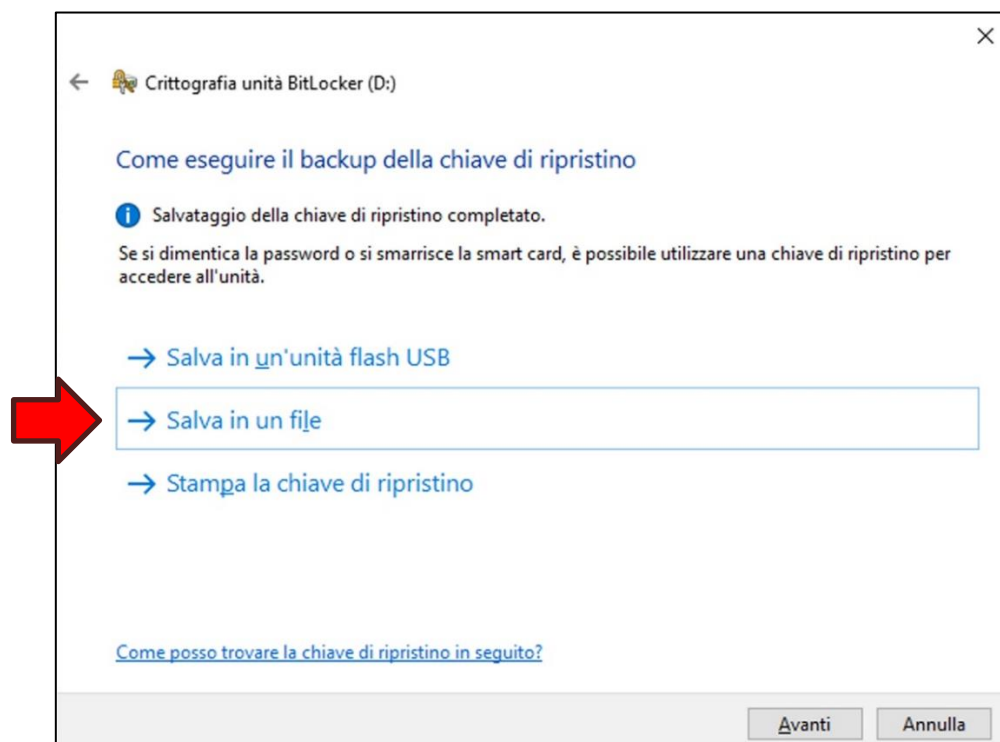 Crittografia unità BitLocker (D:)
Come eseguire il backup della chiave di ripristino
Salvataggio della chiave di ripristino completato.
Se si dimentica la password o si smarrisce la smart card, è possibile utilizzare una chiave di ripristino per
accedere all'unità.
Salva in un'unità flash USB
Salva in un file
Stampa la chiave di ripristino
Come posso trovare la chiave di ripristino in seguito?
Avanti Annulla